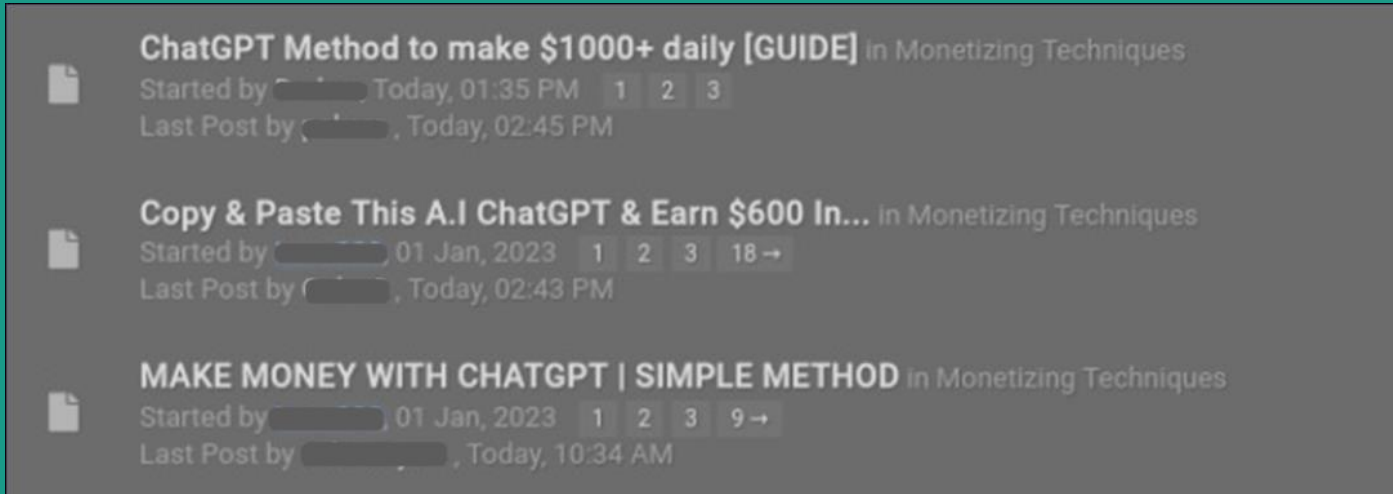 ChatGPT Method to make $1000+ daily [GUIDE] in Monetizing Techniques
Started by Today, 01:35 PM 1 2 3
Last Post by , Today, 02:45 PM
Copy & Paste This A.I ChatGPT & Earn $600 In... in Monetizing Techniques
Started by , 01 Jan, 2023 1 2 3 18 →
Last Post by , Today, 02:43 PM
MAKE MONEY WITH CHATGPT | SIMPLE METHOD in Monetizing Techniques
Started by , 01 Jan, 2023 1 2 3 9 →
Last Post by , Today, 10:34 AM